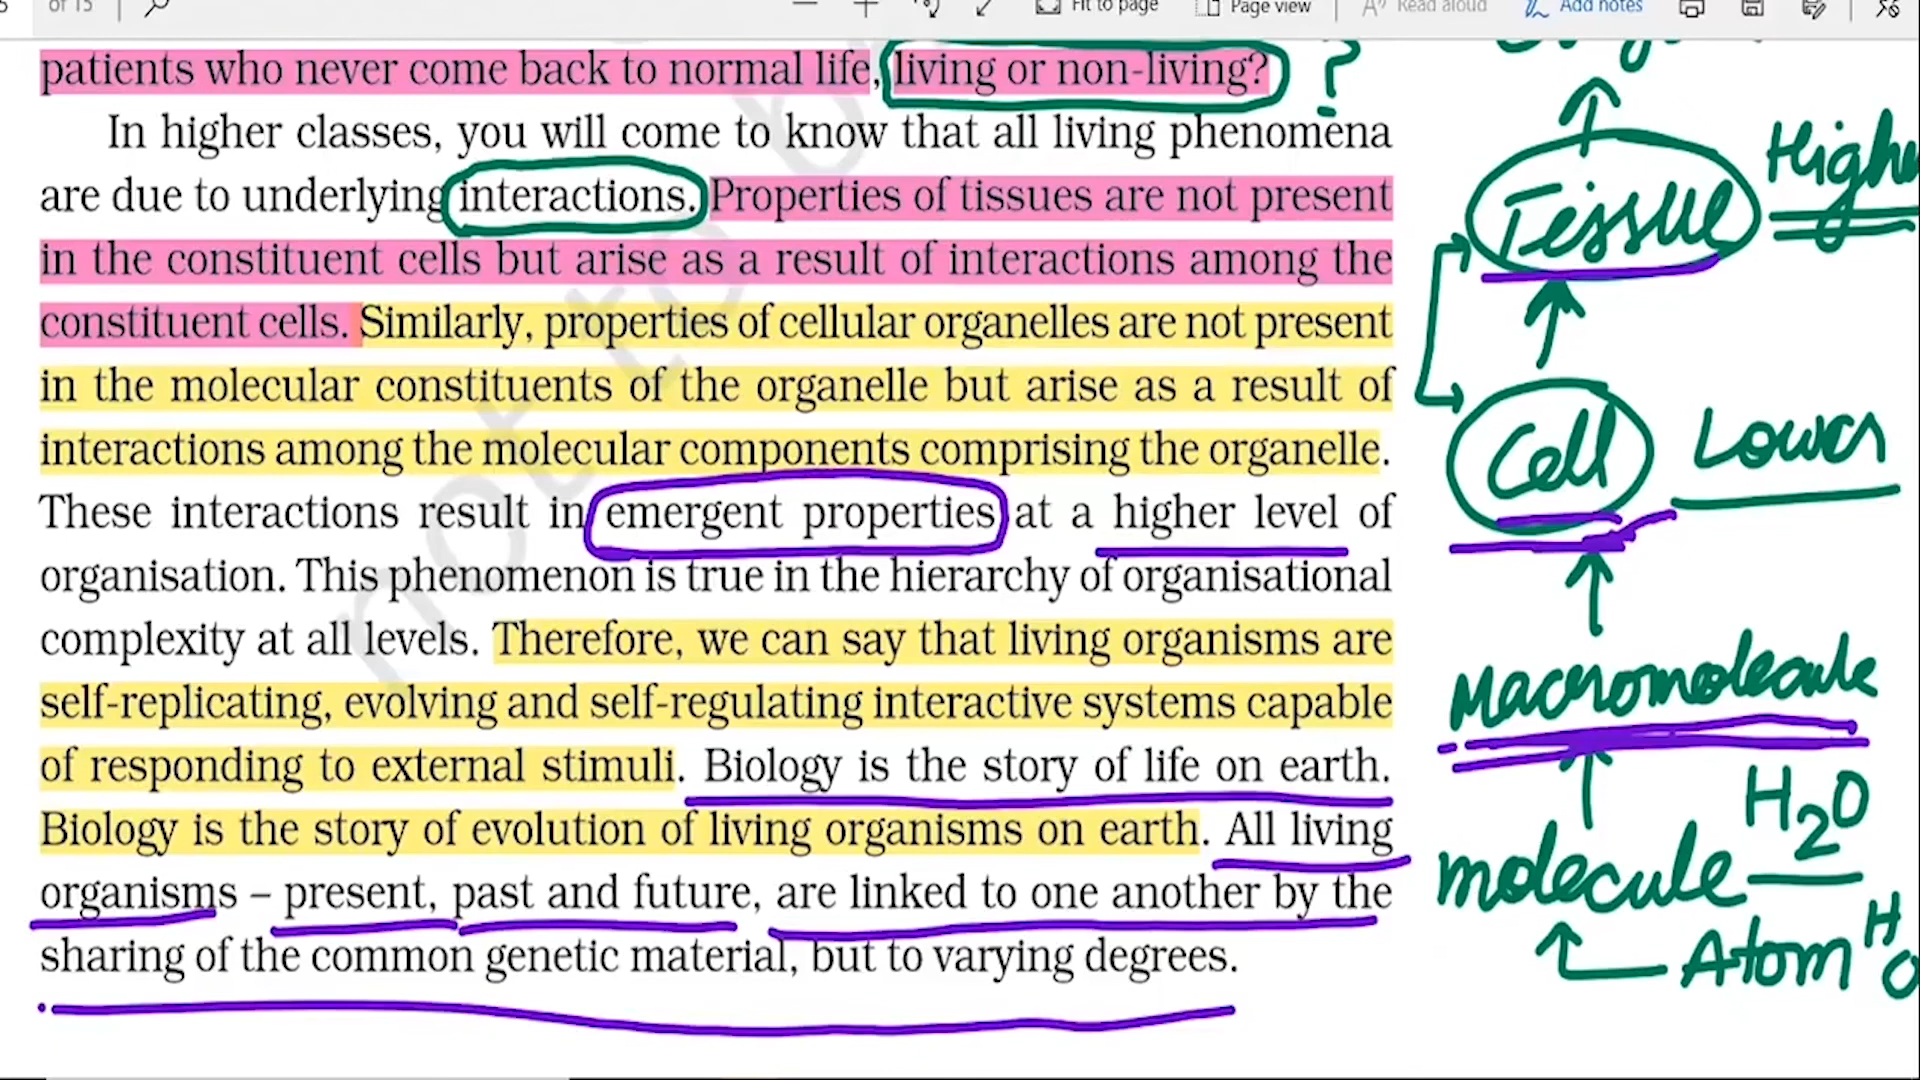 of 15
Fit to page
Page view
Read aloud
Add notes
patients who never come back to normal life, living or non-living? ?
In higher classes, you will come to know that all living phenomena
are due to underlying interactions. Properties of tissues are not present
in the constituent cells but arise as a result of interactions among the
constituent cells. Similarly, properties of cellular organelles are not present
in the molecular constituents of the organelle but arise as a result of
interactions among the molecular components comprising the organelle.
These interactions result in emergent properties at a higher level of
organisation. This phenomenon is true in the hierarchy of organisational
complexity at all levels. Therefore, we can say that living organisms are
self-replicating, evolving and self-regulating interactive systems capable
of responding to external stimuli. Biology is the story of life on earth.
Biology is the story of evolution of living organisms on earth. All living
organisms – present, past and future, are linked to one another by the
sharing of the common genetic material, but to varying degrees.
not to b
Tissue
Highe
Cell
Lower
Macromolecule
H2O
molecule
Atom H
O